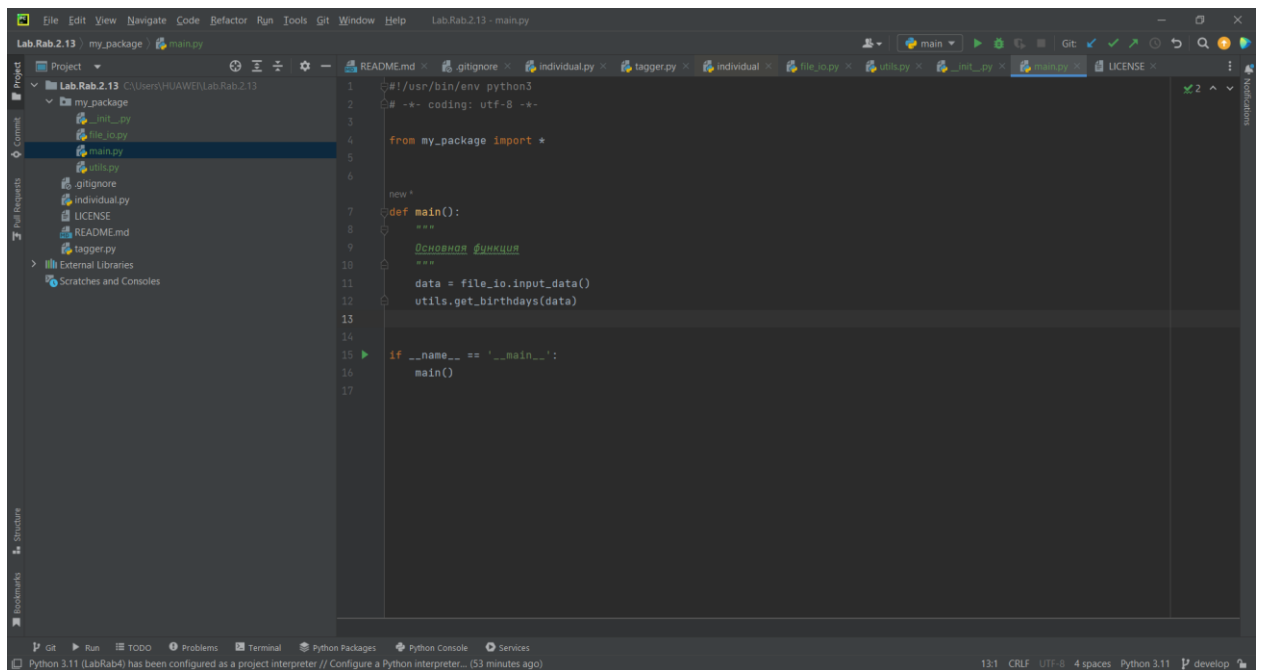 File Edit View Navigate Code Refactor Run Tools Git Window Help Lab.Rab.2.13 - main.py
Lab.Rab.2.13 my_package main.py main Git:
Project README.md .gitignore individual.py tagger.py individual file_io.py utils.py __init__.py main.py LICENSE
Lab.Rab.2.13 C:\Users\HUAWEI\Lab.Rab.2.13
my_package
__init__.py
file_io.py
main.py
utils.py
.gitignore
individual.py
LICENSE
README.md
tagger.py
External Libraries
Scratches and Consoles
1 #!/usr/bin/env python3
2 # -*- coding: utf-8 -*-
3
4 from my_package import *
5
6
new *
7 def main():
8 """
9 Основная функция
10 """
11 data = file_io.input_data()
12 utils.get_birthdays(data)
13
14
15 if __name__ == '__main__':
16 main()
17
2
Project
Commit
Pull Requests
Structure
Bookmarks
Notifications
Git Run TODO Problems Terminal Python Packages Python Console Services
Python 3.11 (LabRab4) has been configured as a project interpreter // Configure a Python interpreter... (53 minutes ago) 13:1 CRLF UTF-8 4 spaces Python 3.11 develop